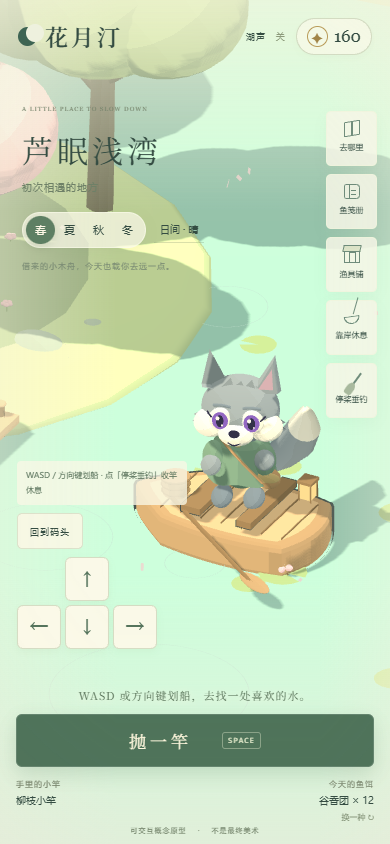 花月汀
湖声 关
160
A LITTLE PLACE TO SLOW DOWN
芦眠浅湾
初次相遇的地方
春 夏 秋 冬 日间 · 晴
借来的小木舟，今天也载你去远一点。
去哪里
鱼笺册
渔具铺
靠岸休息
停桨垂钓
WASD / 方向键划船 · 点「停桨垂钓」收竿
休息
回到码头
↑
← ↓ →
WASD 或方向键划船，去找一处喜欢的水。
抛一竿 SPACE
手里的小竿 今天的鱼饵
柳枝小竿 谷香团 × 12
换一种 ↻
可交互概念原型 · 不是最终美术